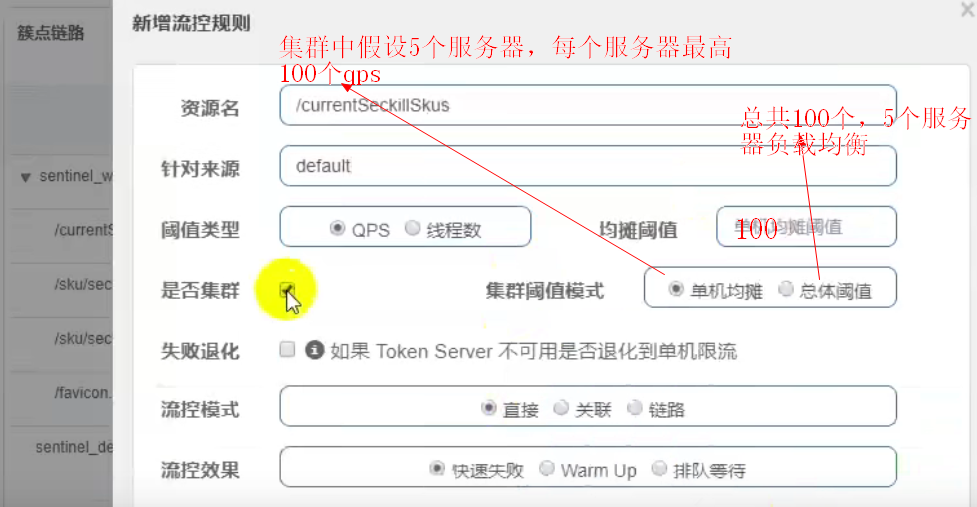 簇点链路
新增流控规则
集群中假设5个服务器，每个服务器最高
100个qps
资源名
/currentSeckillSkus
总共100个，5个服务
器负载均衡
针对来源
default
sentinel_w
/currentS
阈值类型
QPS 线程数
均摊阈值
单机均摊阈值
100
/sku/sec
是否集群
集群阈值模式
单机均摊 总体阈值
/sku/sec
失败退化
如果 Token Server 不可用是否退化到单机限流
/favicon.
流控模式
直接 关联 链路
sentinel_de
流控效果
快速失败 Warm Up 排队等待